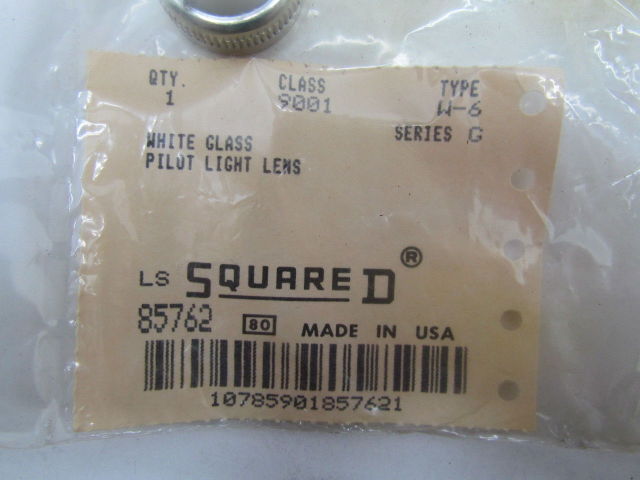 QTY. CLASS TYPE
1 9001 W-6
WHITE GLASS SERIES G
PILOT LIGHT LENS
LS SQUARE D ®
85762 80 MADE IN USA
10785901857621